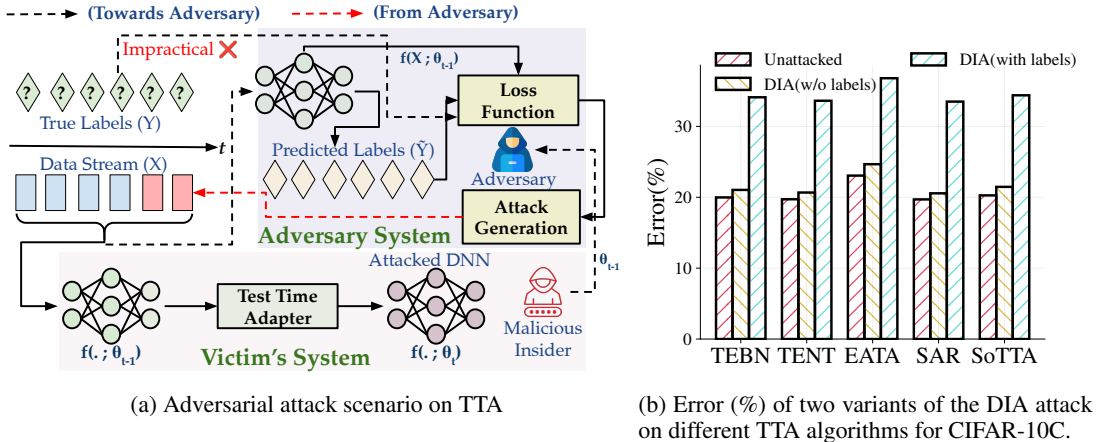 (Towards Adversary) (From Adversary)
Impractical ❌
f(X ; θt-1)
? ? ? ? ? ?
True Labels (Y)
Loss
Function
t
Predicted Labels (Ỹ)
Data Stream (X)
Adversary
Attack
Generation
Adversary System
θt-1
Attacked DNN
Test Time
Adapter
Malicious
Insider
f(. ; θt-1)
f(. ; θt)
Victim's System
(a) Adversarial attack scenario on TTA
Unattacked
DIA(w/o labels)
DIA(with labels)
Error(%)
30
20
10
0
TEBN TENT EATA SAR SoTTA
(b) Error (%) of two variants of the DIA attack
on different TTA algorithms for CIFAR-10C.